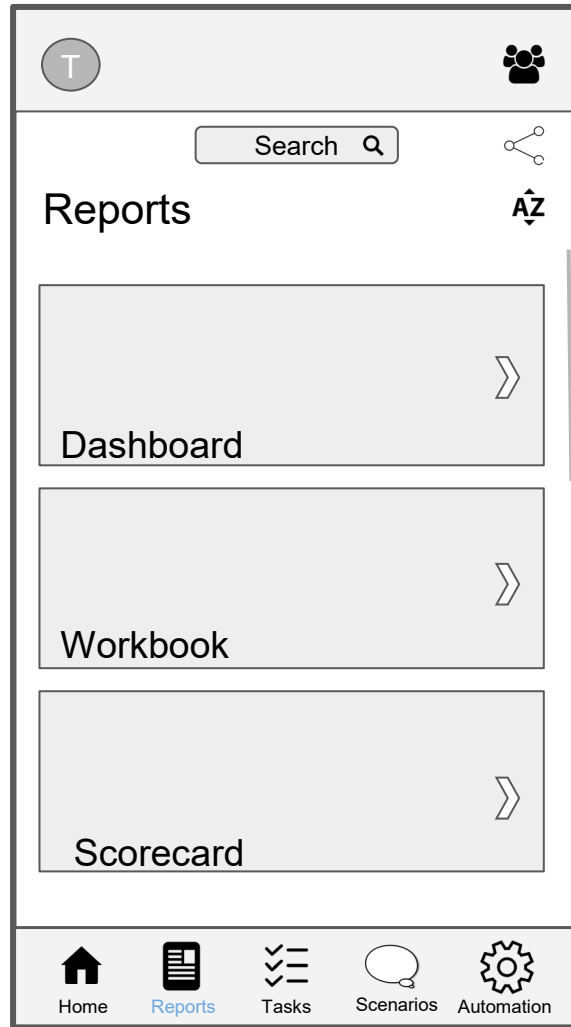 T
Search
Reports
AZ
Dashboard
Workbook
Scorecard
Home Reports Tasks Scenarios Automation